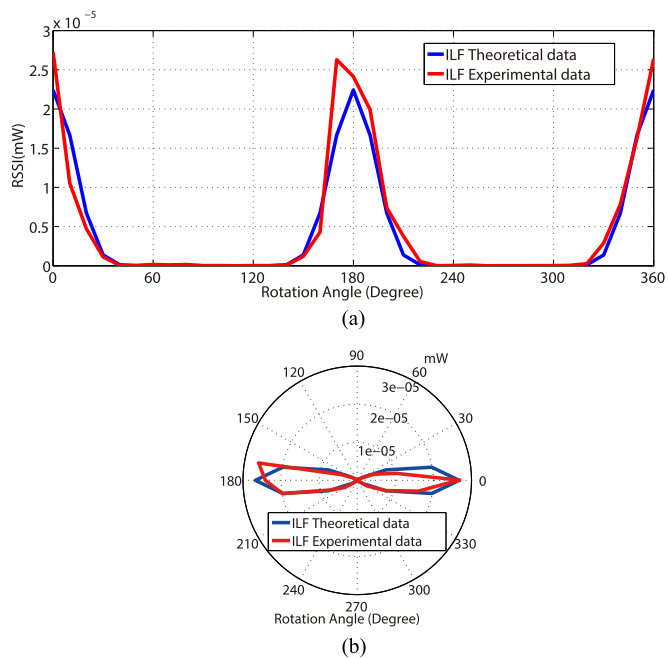 3 x 10 −5
2.5
2
1.5
1
0.5
0
RSSI(mW)
ILF Theoretical data
ILF Experimental data
0 60 120 180 240 300 360
Rotation Angle (Degree)
(a)
90 mW
120 60
3e−05
150 30
2e−05
1e−05
180 0
ILF Theoretical data
ILF Experimental data
210 330
240 300
270
Rotation Angle (Degree)
(b)